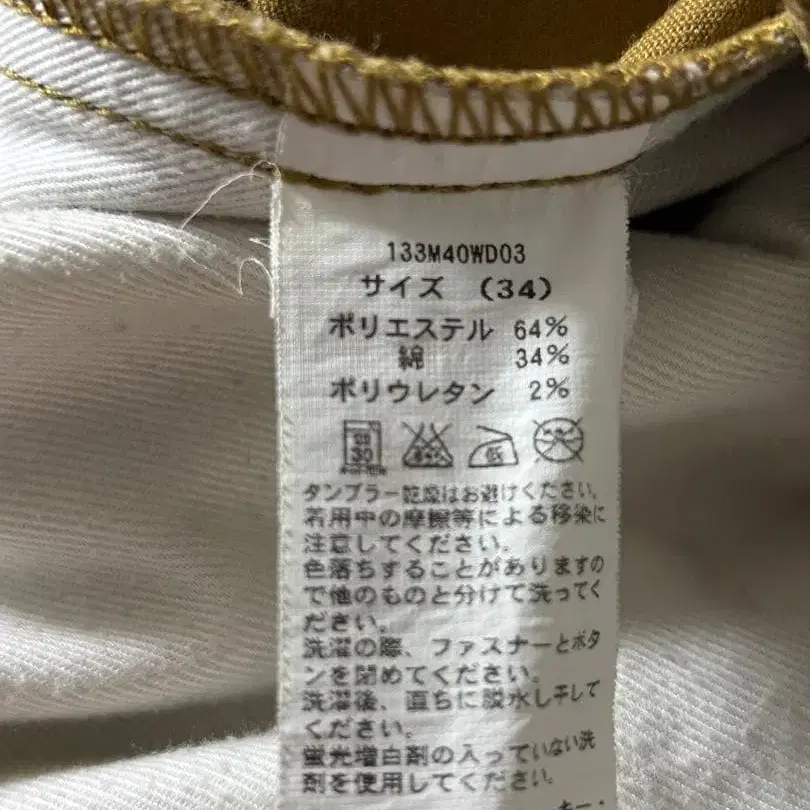 133M40WD03
サイズ (34)
ポリエステル 64%
綿 34%
ポリウレタン 2%
30
タンブラー乾燥はお避けください。
着用中の摩擦等による移染に
注意してください。
色落ちすることがありますの
で他のものと分けて洗ってく
ださい。
洗濯の際、ファスナーとボタ
ンを閉めてください。
洗濯後、直ちに脱水し干して
ください。
蛍光増白剤の入っていない洗
剤を使用してください。